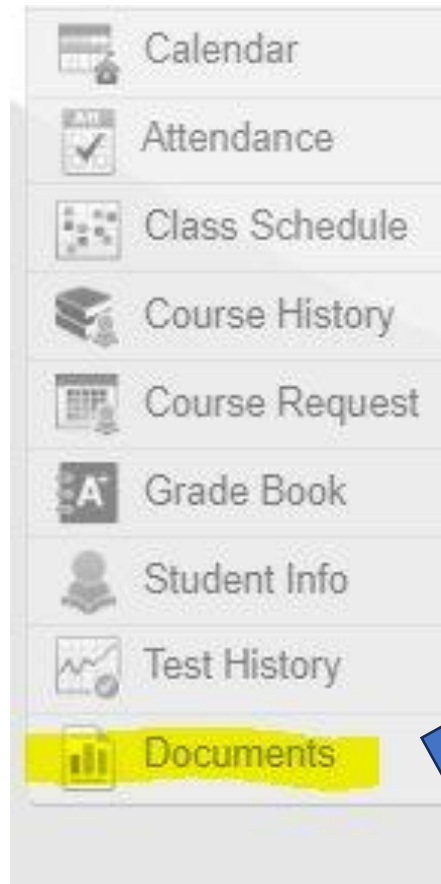 Calendar
Attendance
Class Schedule
Course History
Course Request
Grade Book
Student Info
Test History
Documents